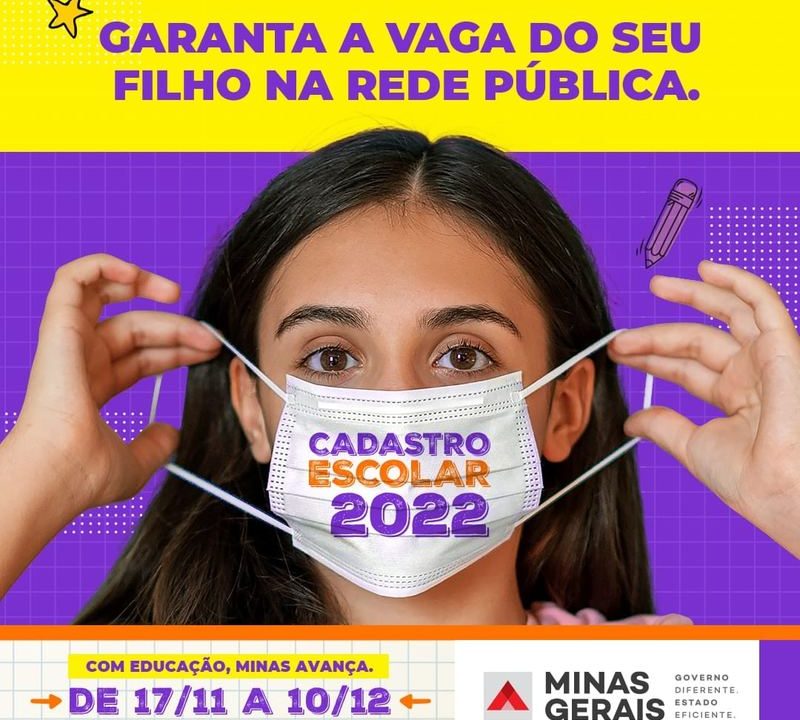 GARANTA A VAGA DO SEU
FILHO NA REDE PÚBLICA.
CADASTRO
ESCOLAR
2022
COM EDUCAÇÃO, MINAS AVANÇA.
DE 17/11 A 10/12
MINAS
GERAIS
GOVERNO
DIFERENTE.
ESTADO
EFICIENTE.